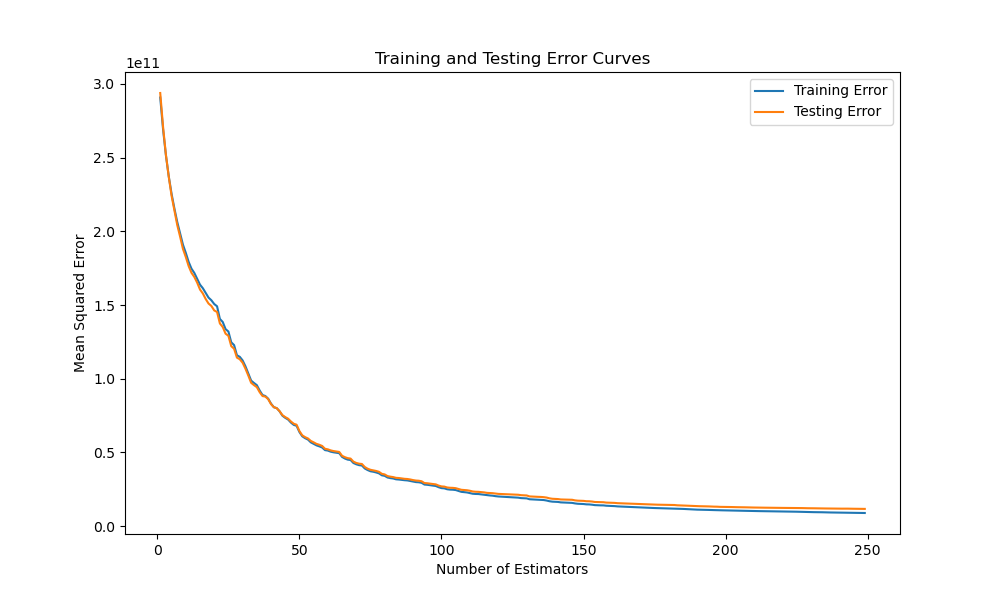 Training and Testing Error Curves
1e11
Training Error
Testing Error
3.0
2.5
2.0
1.5
1.0
0.5
0.0
Mean Squared Error
0 50 100 150 200 250
Number of Estimators